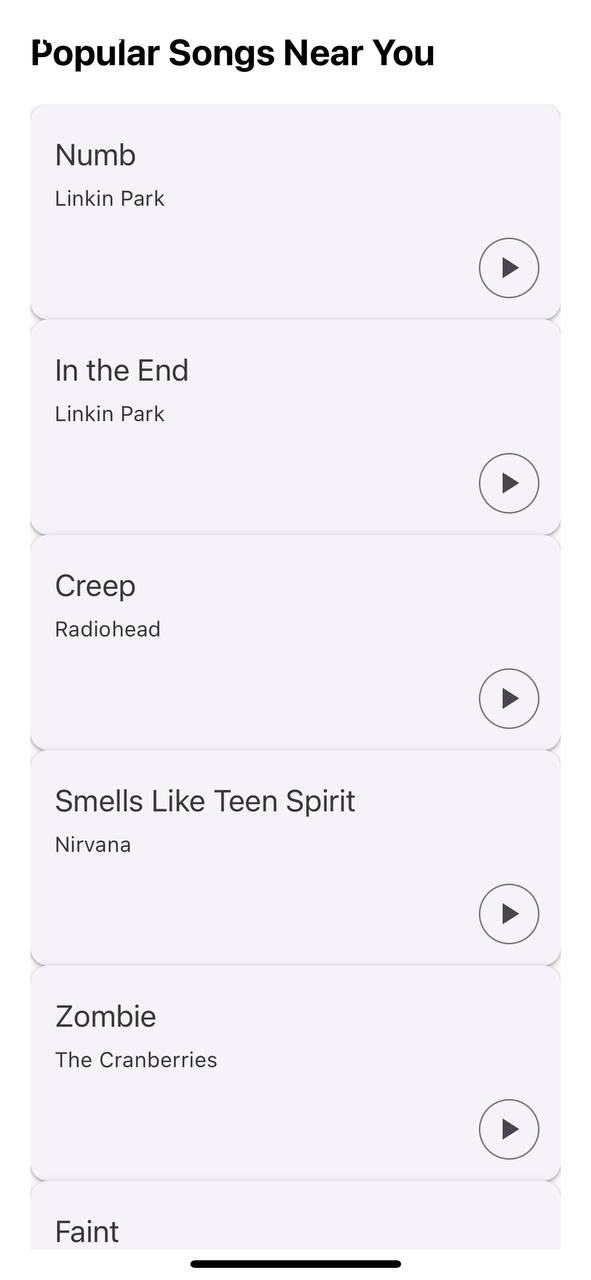 Popular Songs Near You
Numb
Linkin Park
In the End
Linkin Park
Creep
Radiohead
Smells Like Teen Spirit
Nirvana
Zombie
The Cranberries
Faint